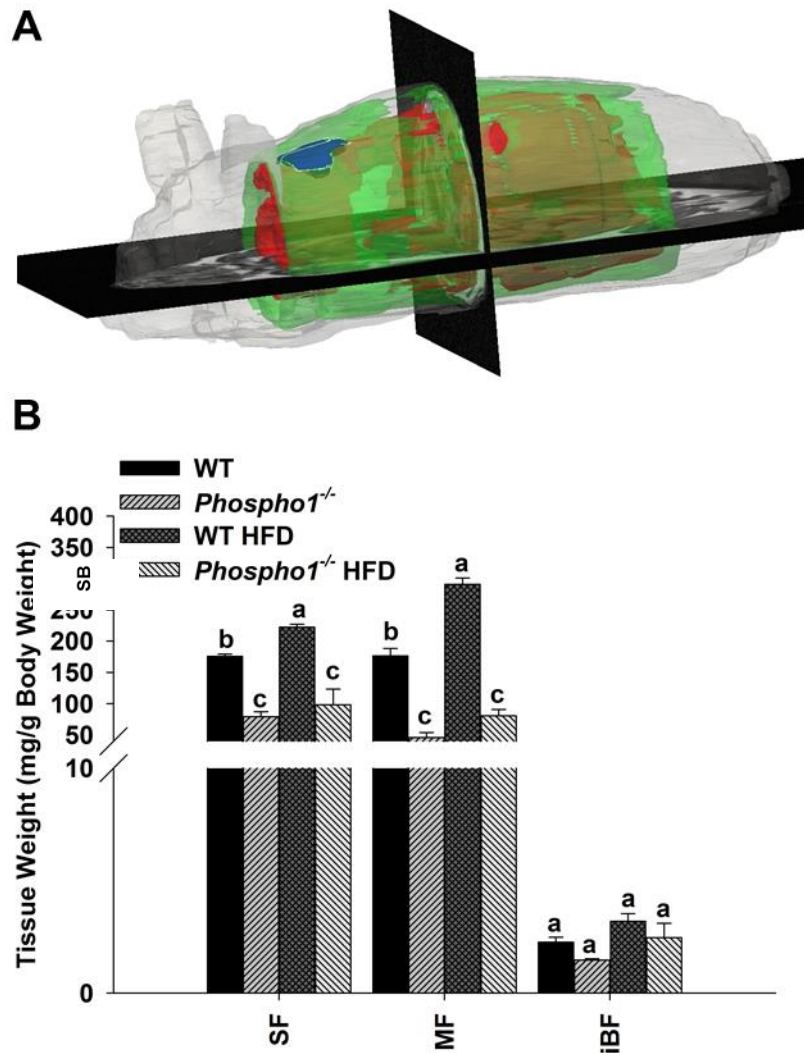 A
B
WT
Phospho1-/-
WT HFD
Phospho1-/- HFD
Tissue Weight (mg/g Body Weight)
SB
400
350
250
200
150
100
50
10
0
b
c
a
c
b
c
a
c
a
a
a
a
SF
MF
iBF